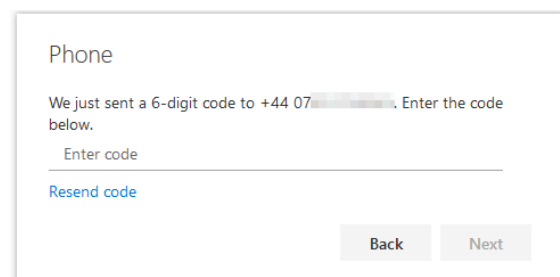 Phone
We just sent a 6-digit code to +44 07 . Enter the code
below.
Enter code
Resend code
Back
Next